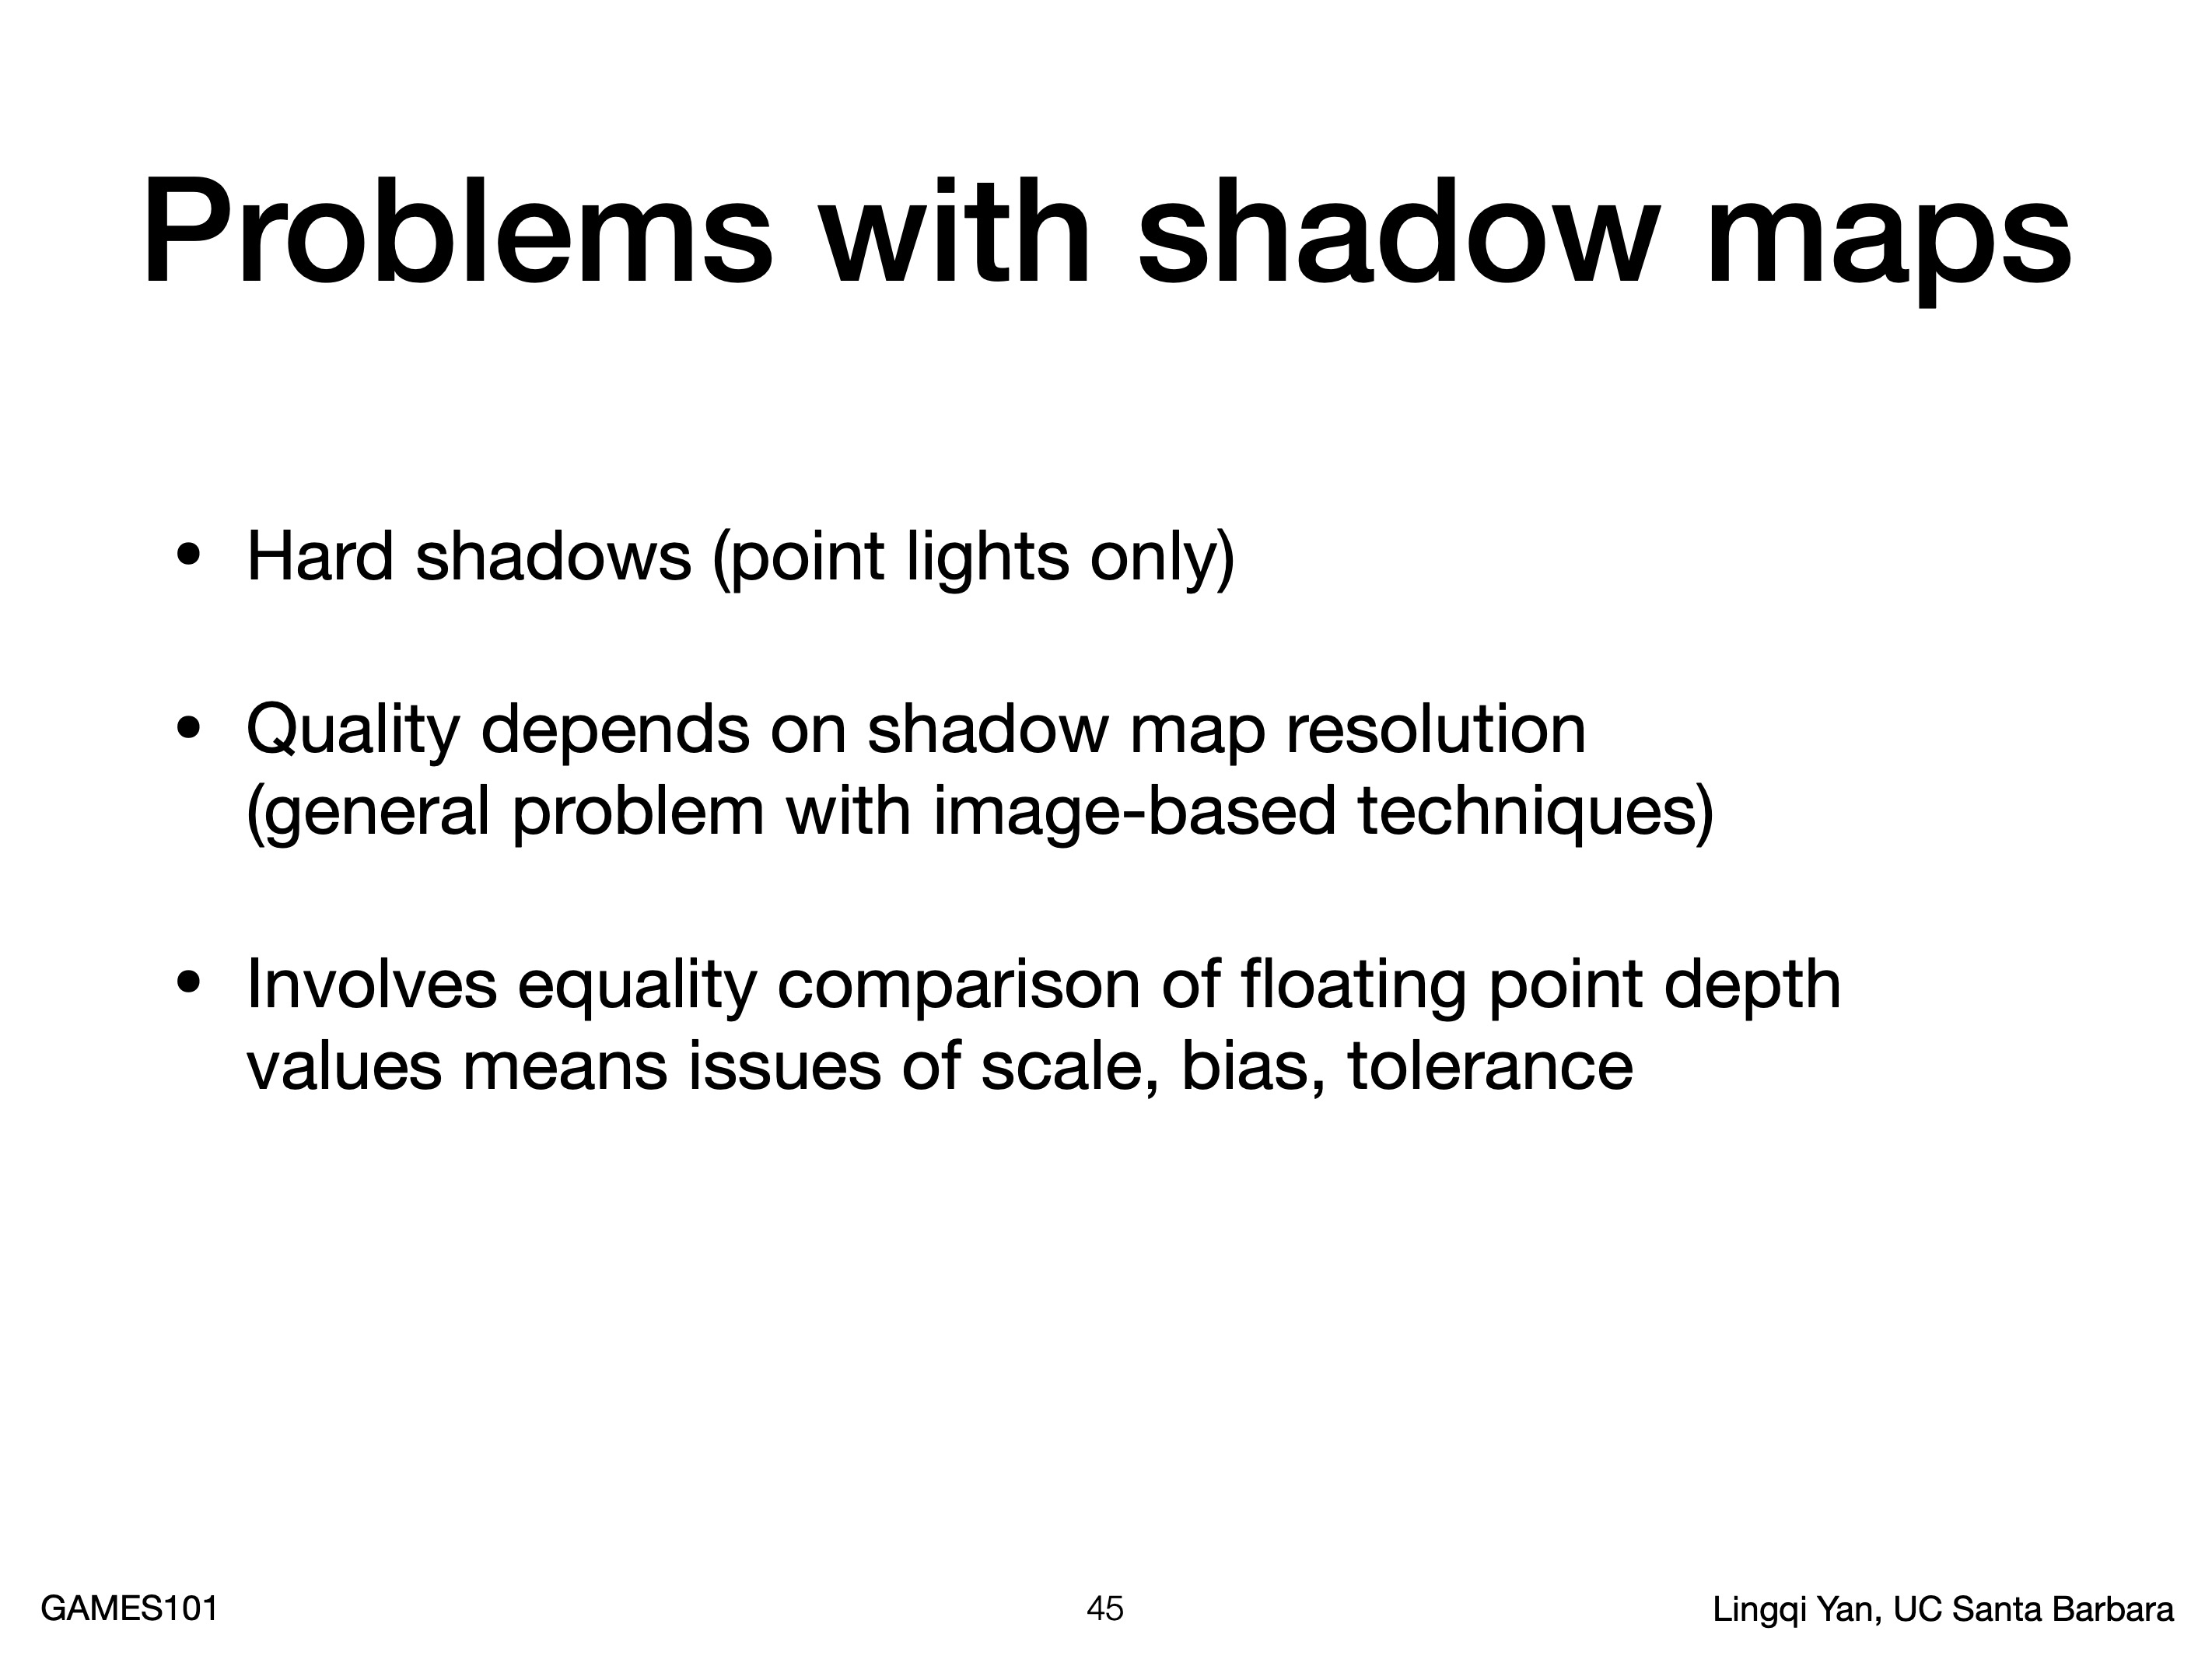 Problems with shadow maps
• Hard shadows (point lights only)
• Quality depends on shadow map resolution
(general problem with image-based techniques)
• Involves equality comparison of floating point depth
values means issues of scale, bias, tolerance
GAMES101
45
Lingqi Yan, UC Santa Barbara